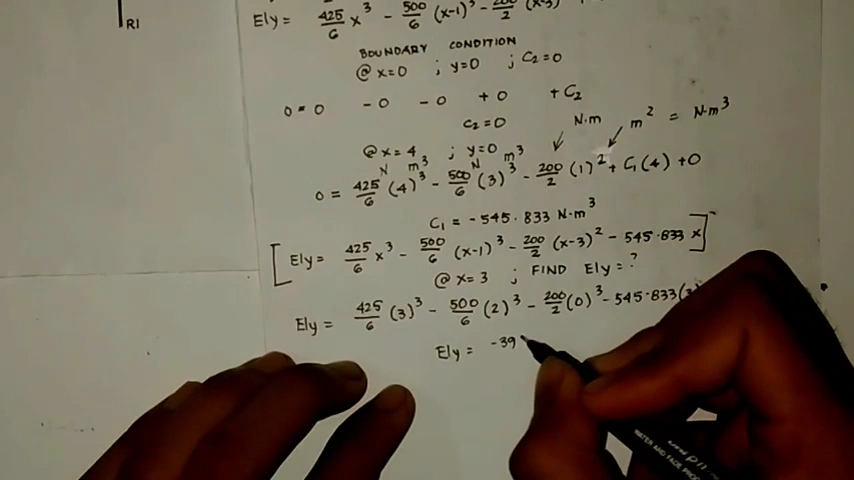 R1
EIy = 425/6 x³ - 500/6 (x-1)³ - 200/2 (x-3)
BOUNDARY CONDITION
@ x=0 ; y=0 ; C₂=0
0 = 0 - 0 - 0 + 0 + C₂
C₂=0
N·m m² = N·m³
@ x=4 ; y=0
N m³ N m³
0 = 425/6 (4)³ - 500/6 (3)³ - 200/2 (1)² + C₁(4) + 0
C₁ = -545.833 N·m³
[EIy = 425/6 x³ - 500/6 (x-1)³ - 200/2 (x-3)² - 545.833 x]
@ x=3 ; FIND EIy = ?
EIy = 425/6 (3)³ - 500/6 (2)³ - 200/2 (0)³ - 545.833(3
EIy = -39